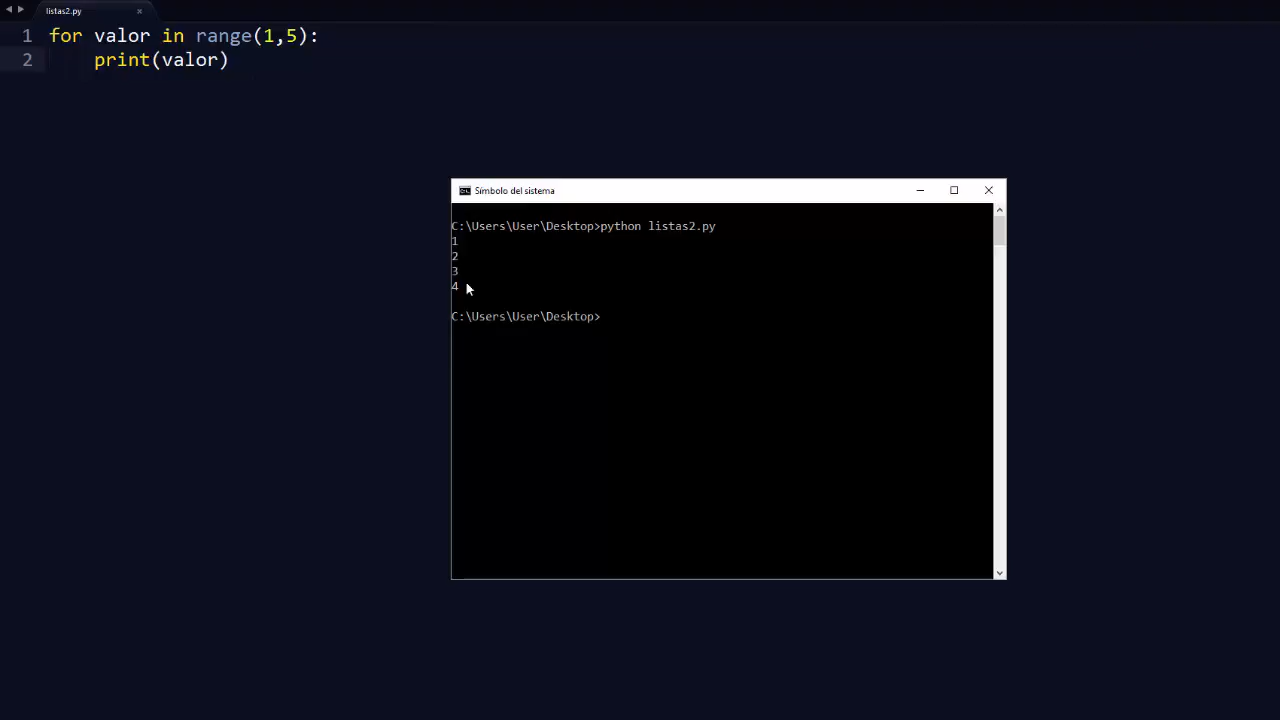 listas2.py
1 for valor in range(1,5):
2     print(valor)
Símbolo del sistema
C:\Users\User\Desktop>python listas2.py
1
2
3
4
C:\Users\User\Desktop>